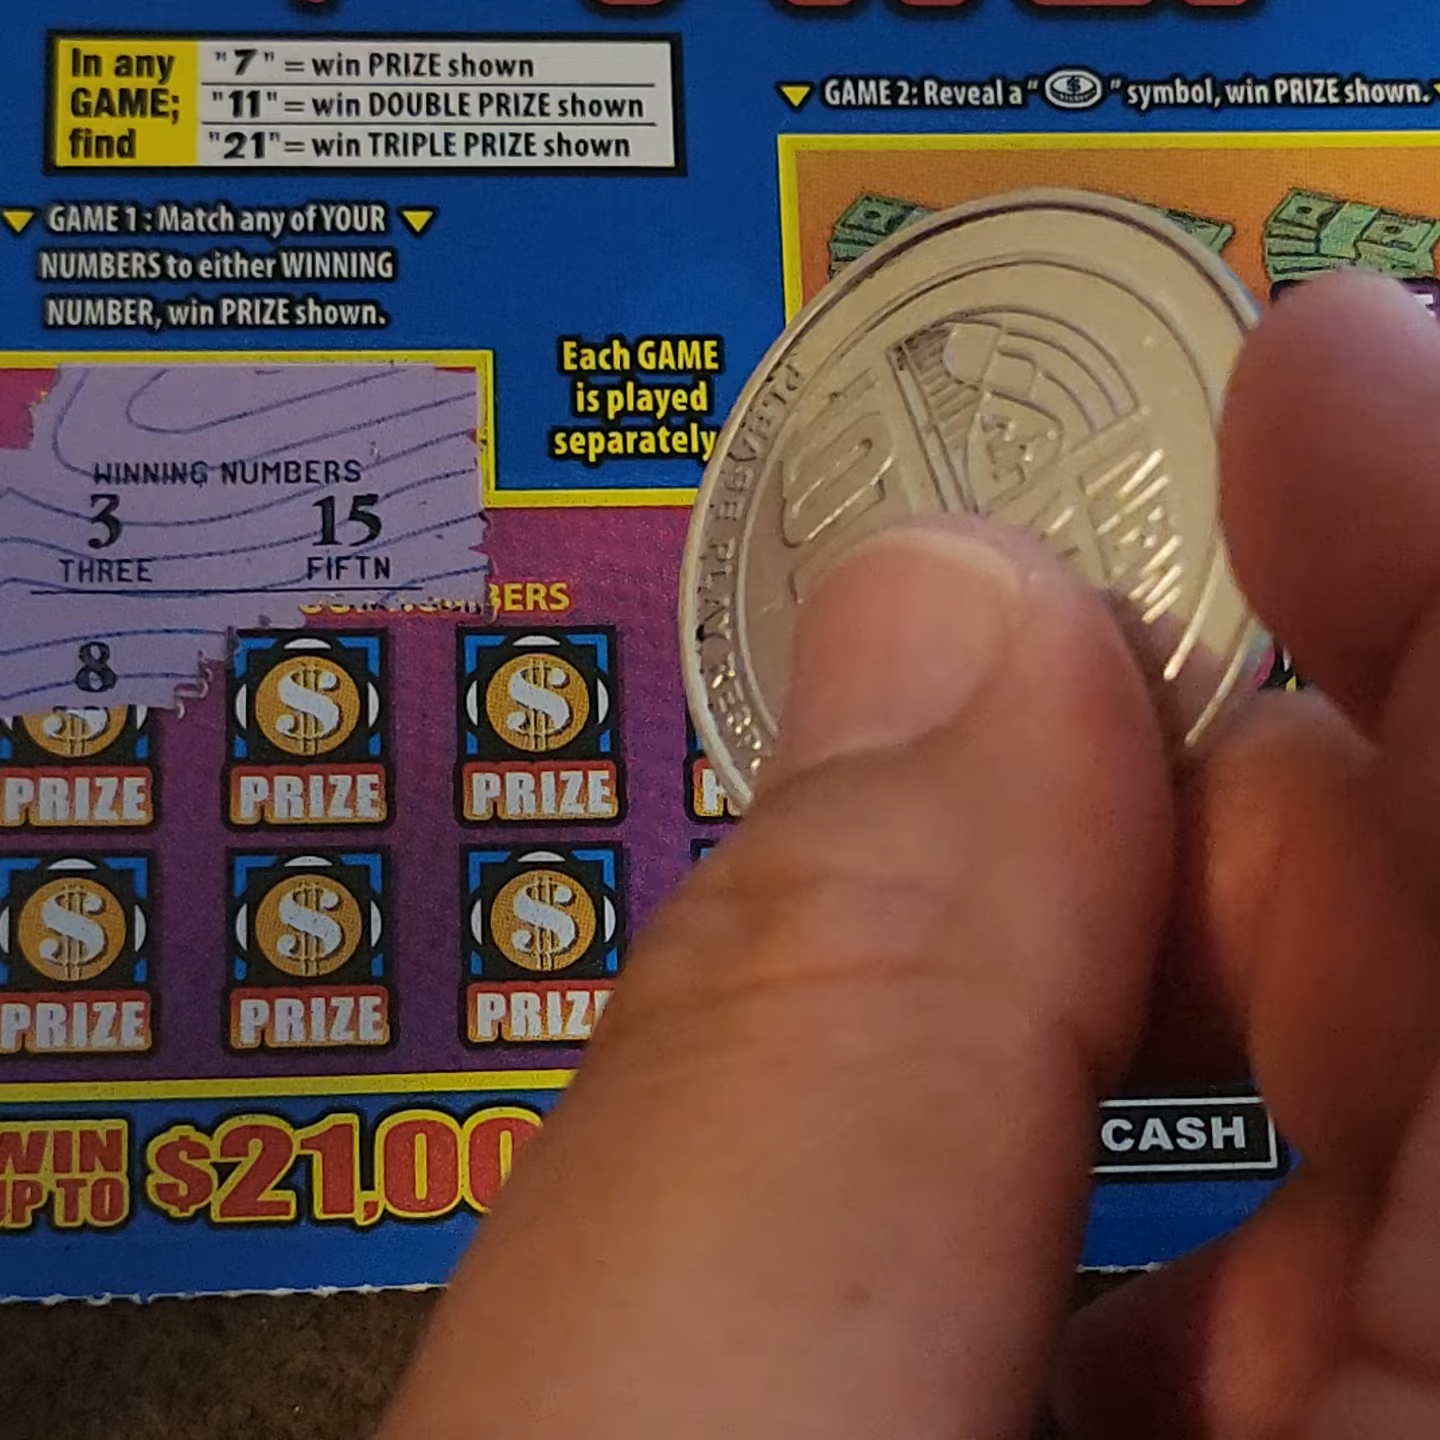 In any GAME; find
"7" = win PRIZE shown
"11" = win DOUBLE PRIZE shown
"21" = win TRIPLE PRIZE shown
GAME 2: Reveal a " " symbol, win PRIZE shown.
GAME 1: Match any of YOUR
NUMBERS to either WINNING
NUMBER, win PRIZE shown.
Each GAME
is played
separately
WINNING NUMBERS
3 15
THREE FIFTN
8
$ $ $
PRIZE PRIZE PRIZE
$ $ $
PRIZE PRIZE PRIZE
WIN UP TO $21,00
CASH
PLEASE PLAY RESP